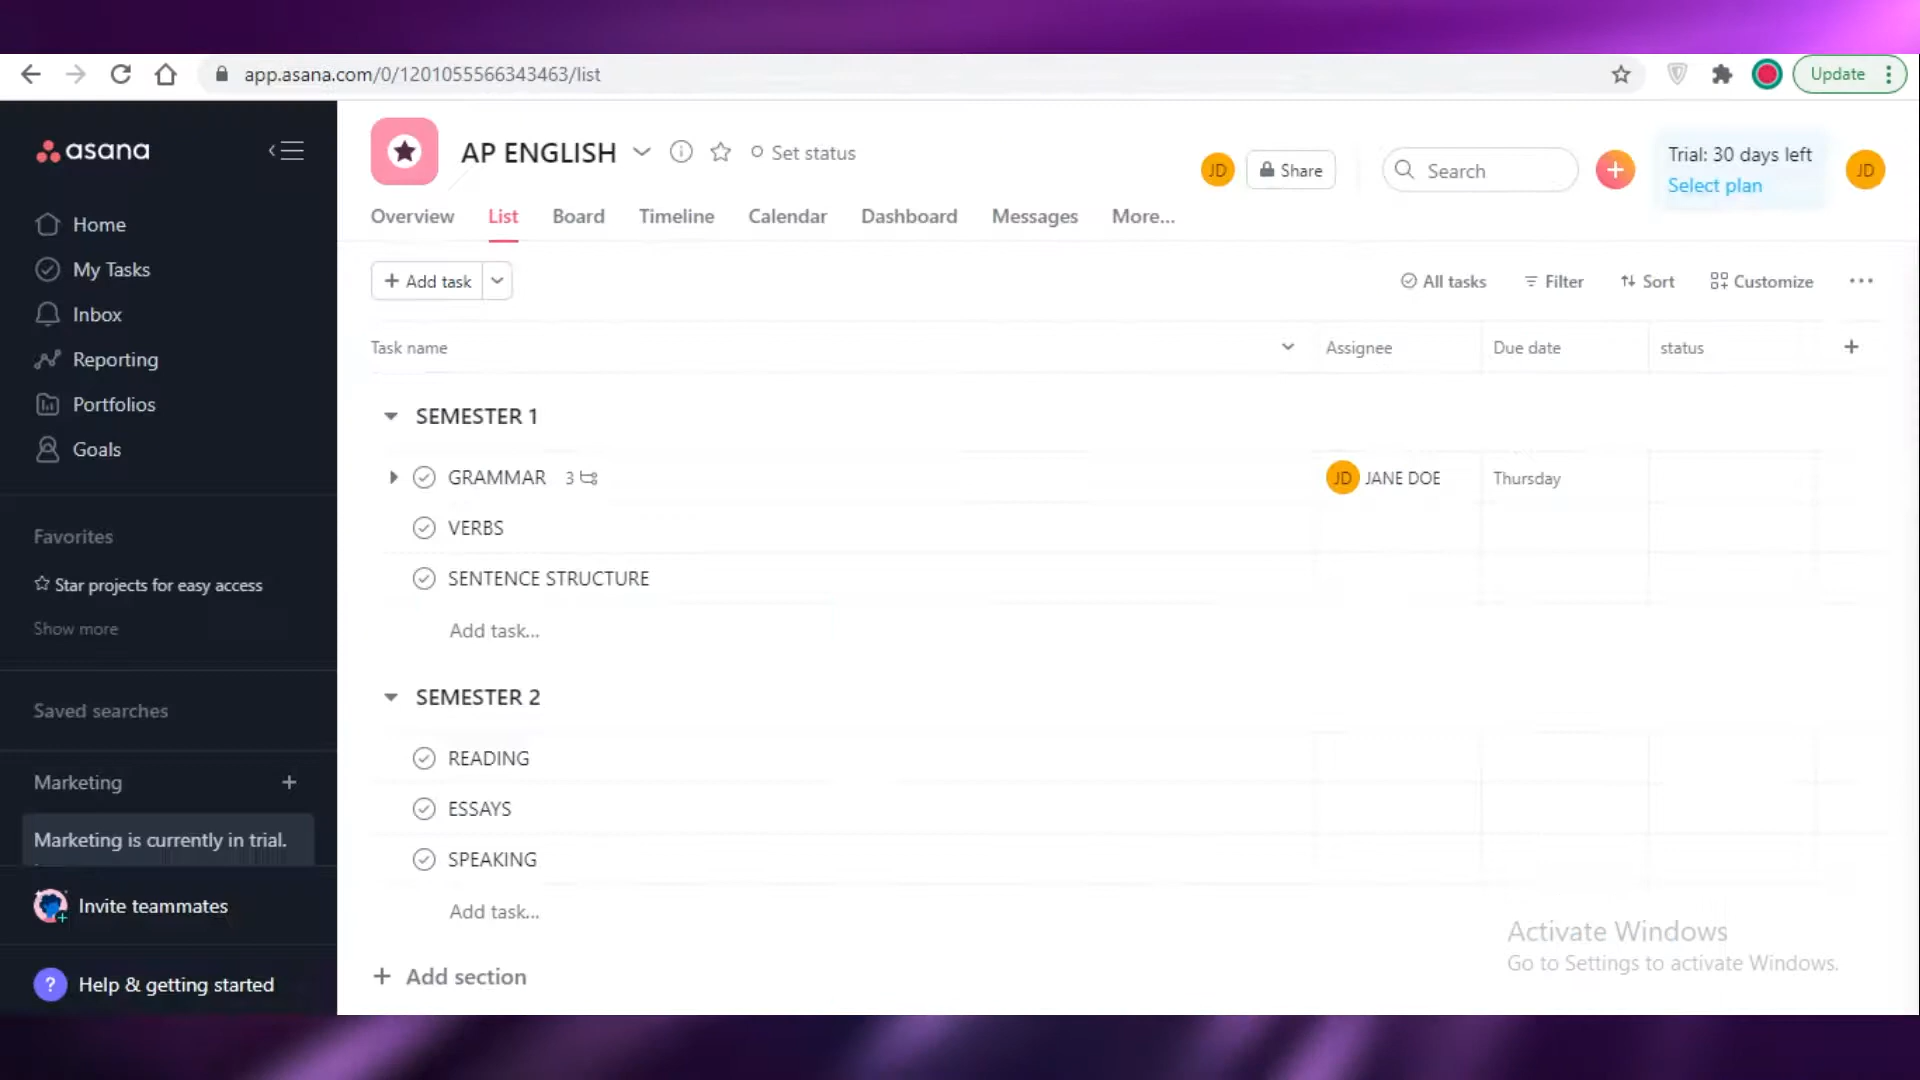 app.asana.com/0/1201055566343463/list
Update
asana
Home
My Tasks
Inbox
Reporting
Portfolios
Goals
Favorites
Star projects for easy access
Show more
Saved searches
Marketing +
Marketing is currently in trial.
Invite teammates
? Help & getting started
AP ENGLISH
Set status
JD
Share
Search
+
Trial: 30 days left
Select plan
JD
Overview List Board Timeline Calendar Dashboard Messages More...
+ Add task
All tasks Filter Sort Customize ...
Task name Assignee Due date status +
SEMESTER 1
GRAMMAR 3 JD JANE DOE Thursday
VERBS
SENTENCE STRUCTURE
Add task...
SEMESTER 2
READING
ESSAYS
SPEAKING
Add task...
+ Add section
Activate Windows
Go to Settings to activate Windows.